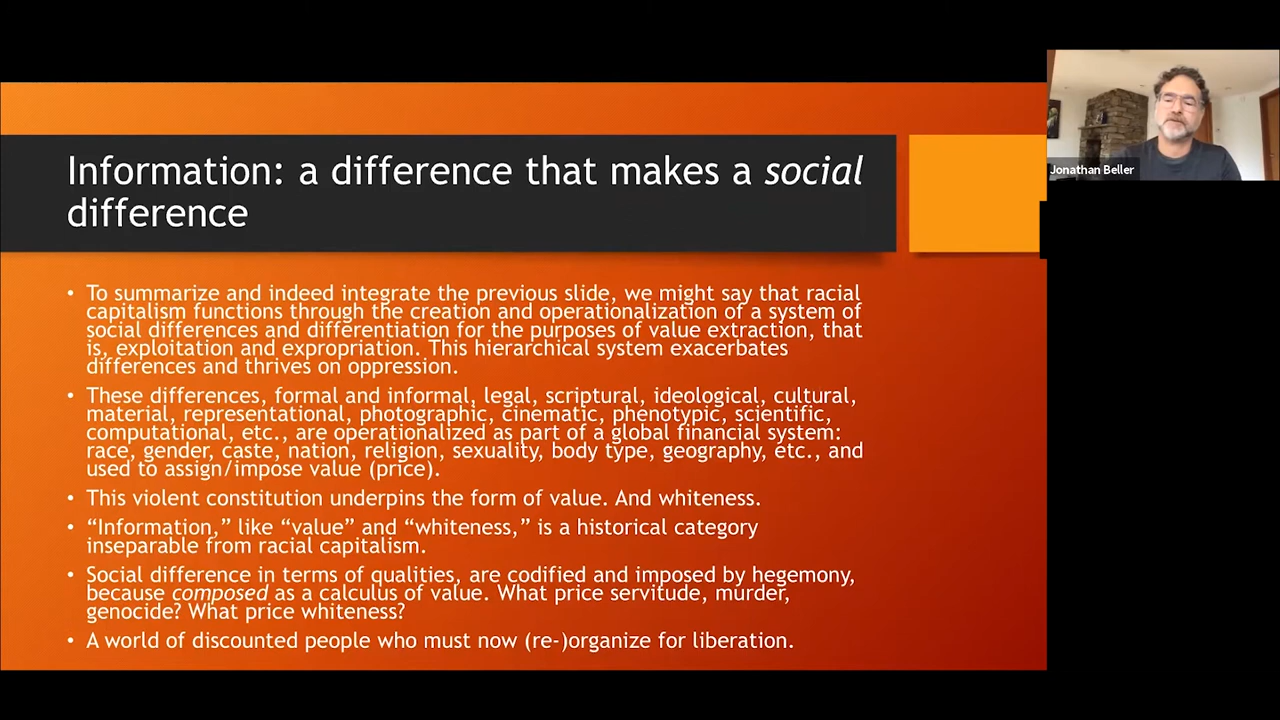 Information: a difference that makes a social
difference
• To summarize and indeed integrate the previous slide, we might say that racial
capitalism functions through the creation and operationalization of a system of
social differences and differentiation for the purposes of value extraction, that
is, exploitation and expropriation. This hierarchical system exacerbates
differences and thrives on oppression.
• These differences, formal and informal, legal, scriptural, ideological, cultural,
material, representational, photographic, cinematic, phenotypic, scientific,
computational, etc., are operationalized as part of a global financial system:
race, gender, caste, nation, religion, sexuality, body type, geography, etc., and
used to assign/impose value (price).
• This violent constitution underpins the form of value. And whiteness.
• “Information,” like “value” and “whiteness,” is a historical category
inseparable from racial capitalism.
• Social difference in terms of qualities, are codified and imposed by hegemony,
because composed as a calculus of value. What price servitude, murder,
genocide? What price whiteness?
• A world of discounted people who must now (re-)organize for liberation.
Jonathan Beller